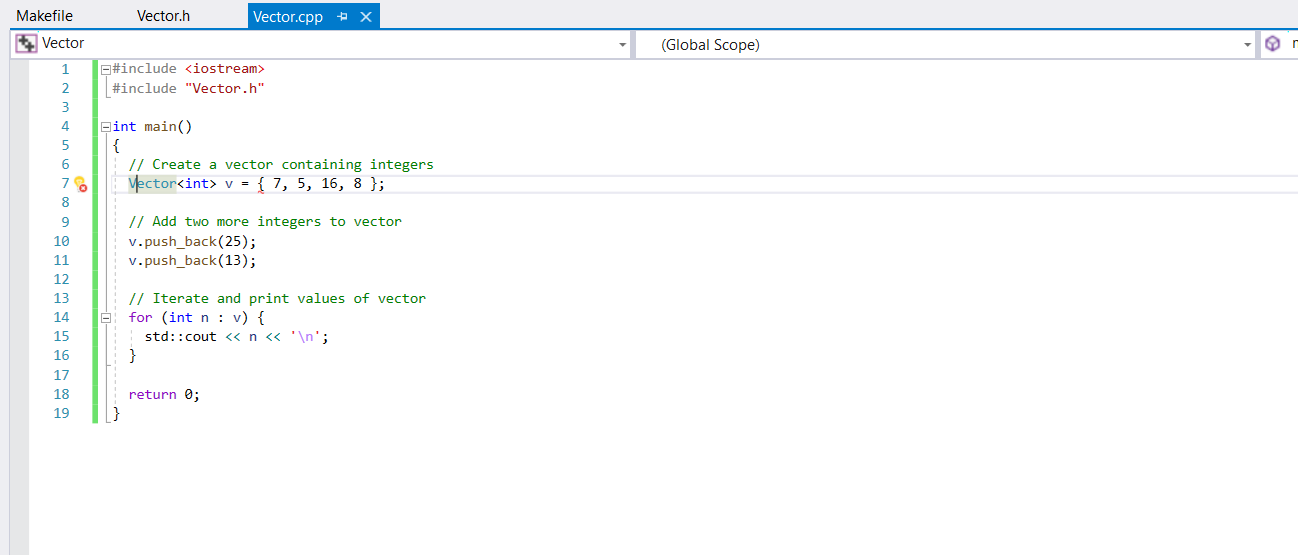 Makefile Vector.h Vector.cpp
Vector (Global Scope)
1 #include <iostream>
2 #include "Vector.h"
3
4 int main()
5 {
6 // Create a vector containing integers
7 Vector<int> v = { 7, 5, 16, 8 };
8
9 // Add two more integers to vector
10 v.push_back(25);
11 v.push_back(13);
12
13 // Iterate and print values of vector
14 for (int n : v) {
15 std::cout << n << '\n';
16 }
17
18 return 0;
19 }